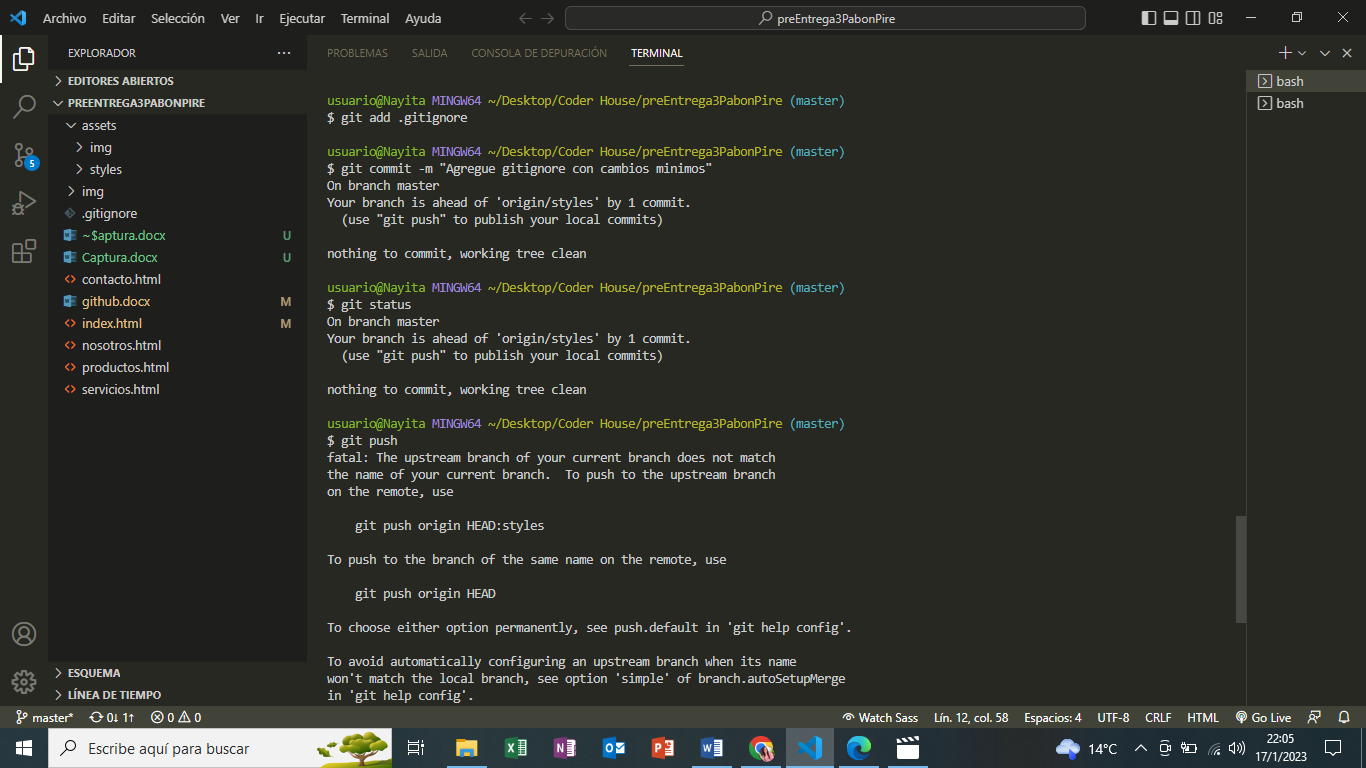 Archivo Editar Selección Ver Ir Ejecutar Terminal Ayuda
preEntrega3PabonPire
EXPLORADOR
EDITORES ABIERTOS
PREENTREGA3PABONPIRE
assets
img
styles
img
.gitignore
~$aptura.docx U
Captura.docx U
contacto.html
github.docx M
index.html M
nosotros.html
productos.html
servicios.html
ESQUEMA
LÍNEA DE TIEMPO
5
PROBLEMAS SALIDA CONSOLA DE DEPURACIÓN TERMINAL
usuario@Nayita MINGW64 ~/Desktop/Coder House/preEntrega3PabonPire (master)
$ git add .gitignore
usuario@Nayita MINGW64 ~/Desktop/Coder House/preEntrega3PabonPire (master)
$ git commit -m "Agregue gitignore con cambios minimos"
On branch master
Your branch is ahead of 'origin/styles' by 1 commit.
(use "git push" to publish your local commits)
nothing to commit, working tree clean
usuario@Nayita MINGW64 ~/Desktop/Coder House/preEntrega3PabonPire (master)
$ git status
On branch master
Your branch is ahead of 'origin/styles' by 1 commit.
(use "git push" to publish your local commits)
nothing to commit, working tree clean
usuario@Nayita MINGW64 ~/Desktop/Coder House/preEntrega3PabonPire (master)
$ git push
fatal: The upstream branch of your current branch does not match
the name of your current branch.  To push to the upstream branch
on the remote, use
git push origin HEAD:styles
To push to the branch of the same name on the remote, use
git push origin HEAD
To choose either option permanently, see push.default in 'git help config'.
To avoid automatically configuring an upstream branch when its name
won't match the local branch, see option 'simple' of branch.autoSetupMerge
in 'git help config'.
bash
bash
master* 0↓ 1↑ 0 0 Watch Sass Lín. 12, col. 58 Espacios: 4 UTF-8 CRLF HTML Go Live
Escribe aquí para buscar
14°C
22:05
17/1/2023